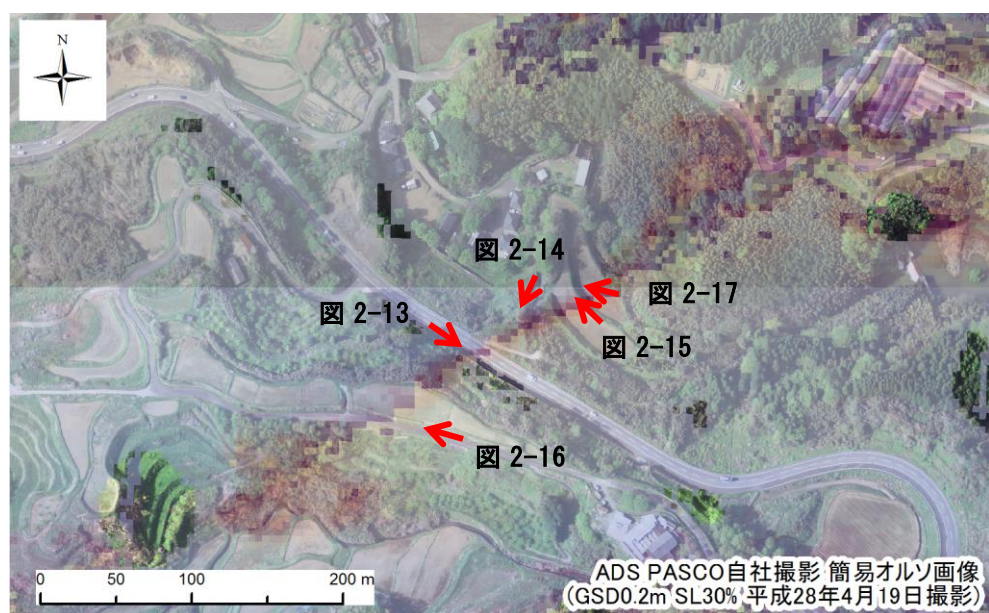 N
図 2-14
図 2-13
図 2-17
図 2-15
図 2-16
0 50 100 200 m
ADS PASCO自社撮影 簡易オルソ画像
(GSD0.2m SL30% 平成28年4月19日撮影)